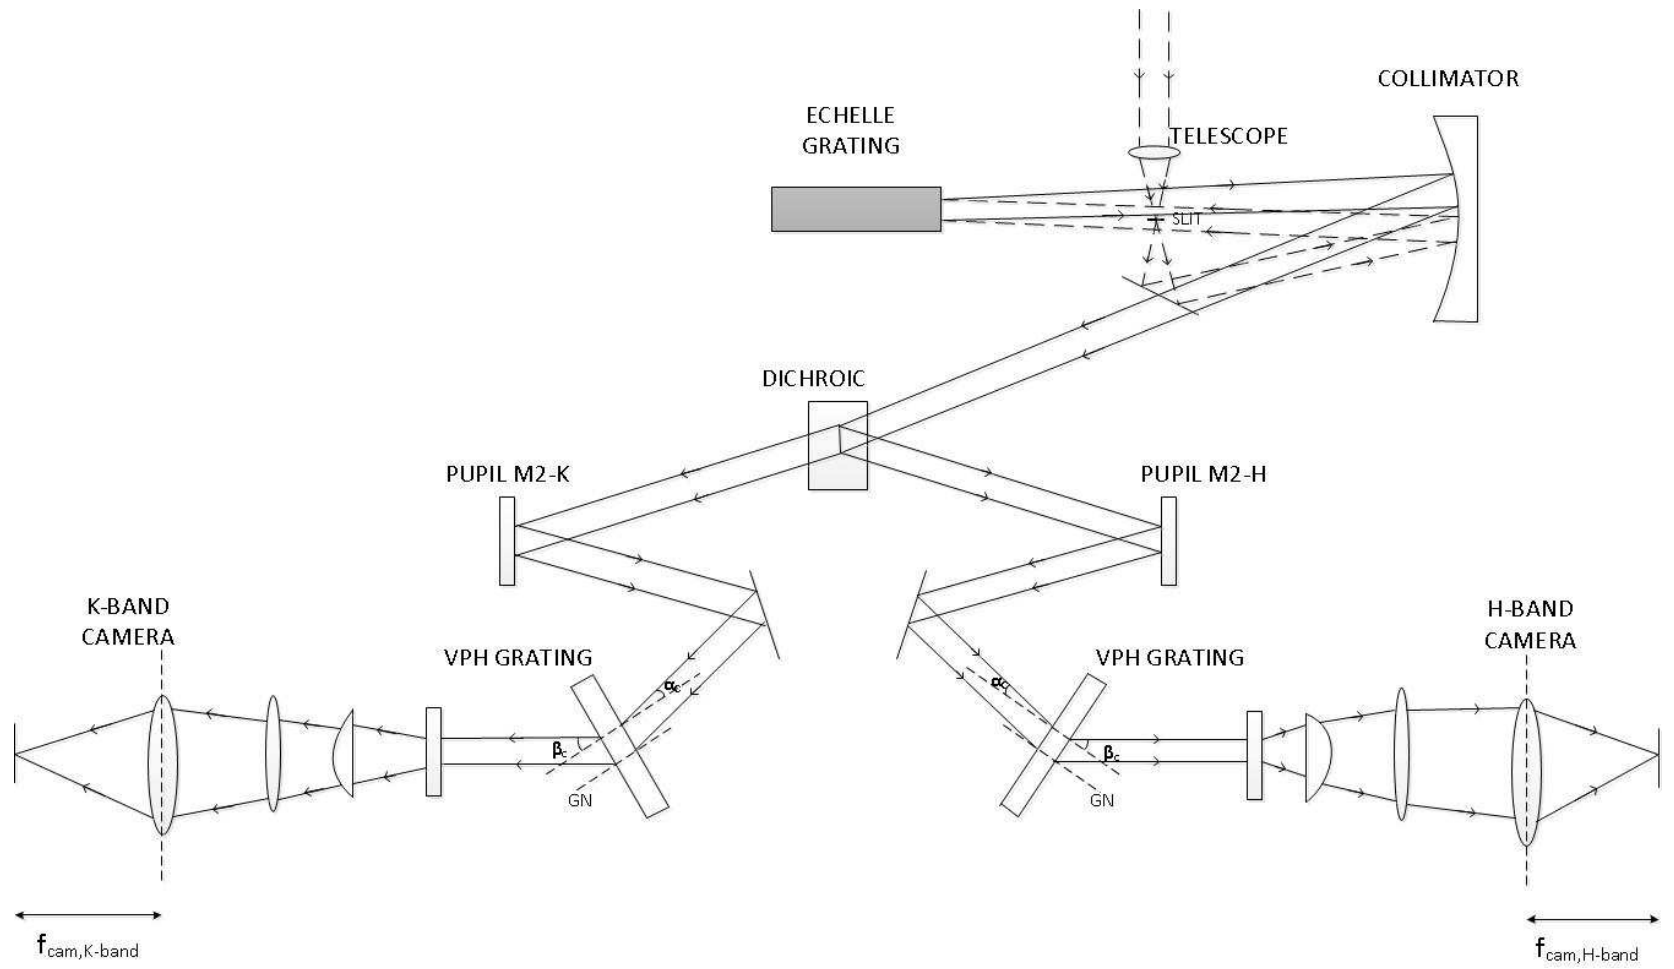 COLLIMATOR
ECHELLE
GRATING
TELESCOPE
SLIT
DICHROIC
PUPIL M2-K
PUPIL M2-H
K-BAND
CAMERA
H-BAND
CAMERA
VPH GRATING
VPH GRATING
αc
αc
βc
βc
GN
GN
fcam,K-band
fcam,H-band